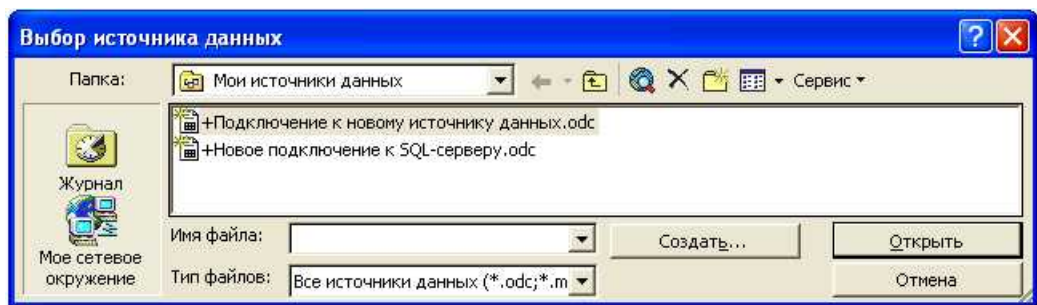 Выбор источника данных
Папка:
Мои источники данных
Сервис
+Подключение к новому источнику данных.odc
+Новое подключение к SQL-серверу.odc
Журнал
Мое сетевое
окружение
Имя файла:
Создать...
Открыть
Тип файлов:
Все источники данных (*.odc;*.m
Отмена